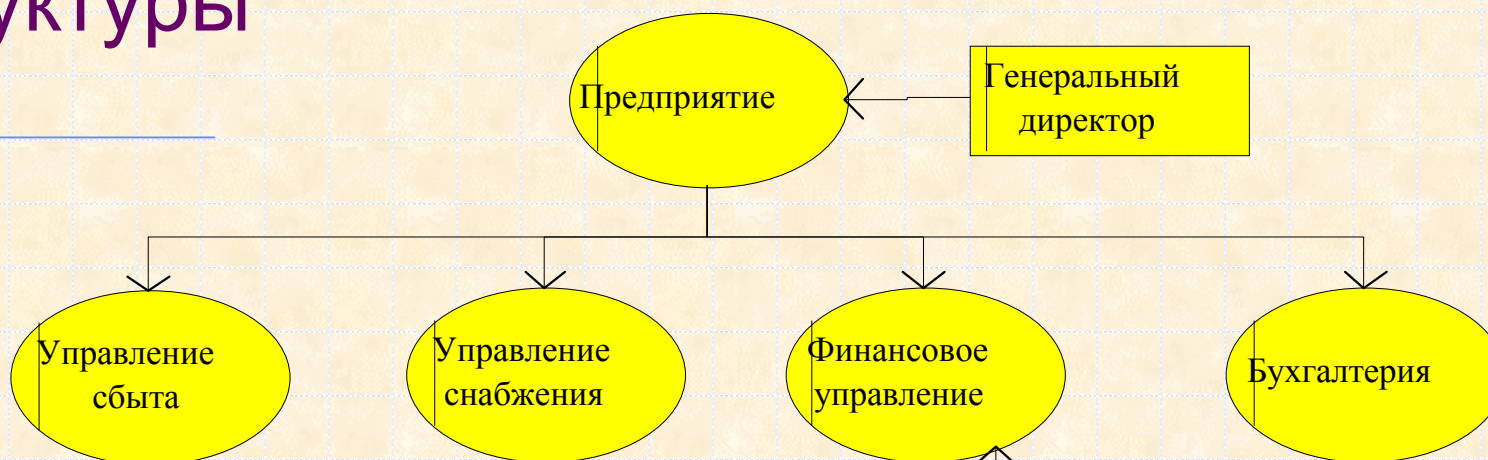 уктуры
Предприятие
Генеральный
директор
Управление
сбыта
Управление
снабжения
Финансовое
управление
Бухгалтерия